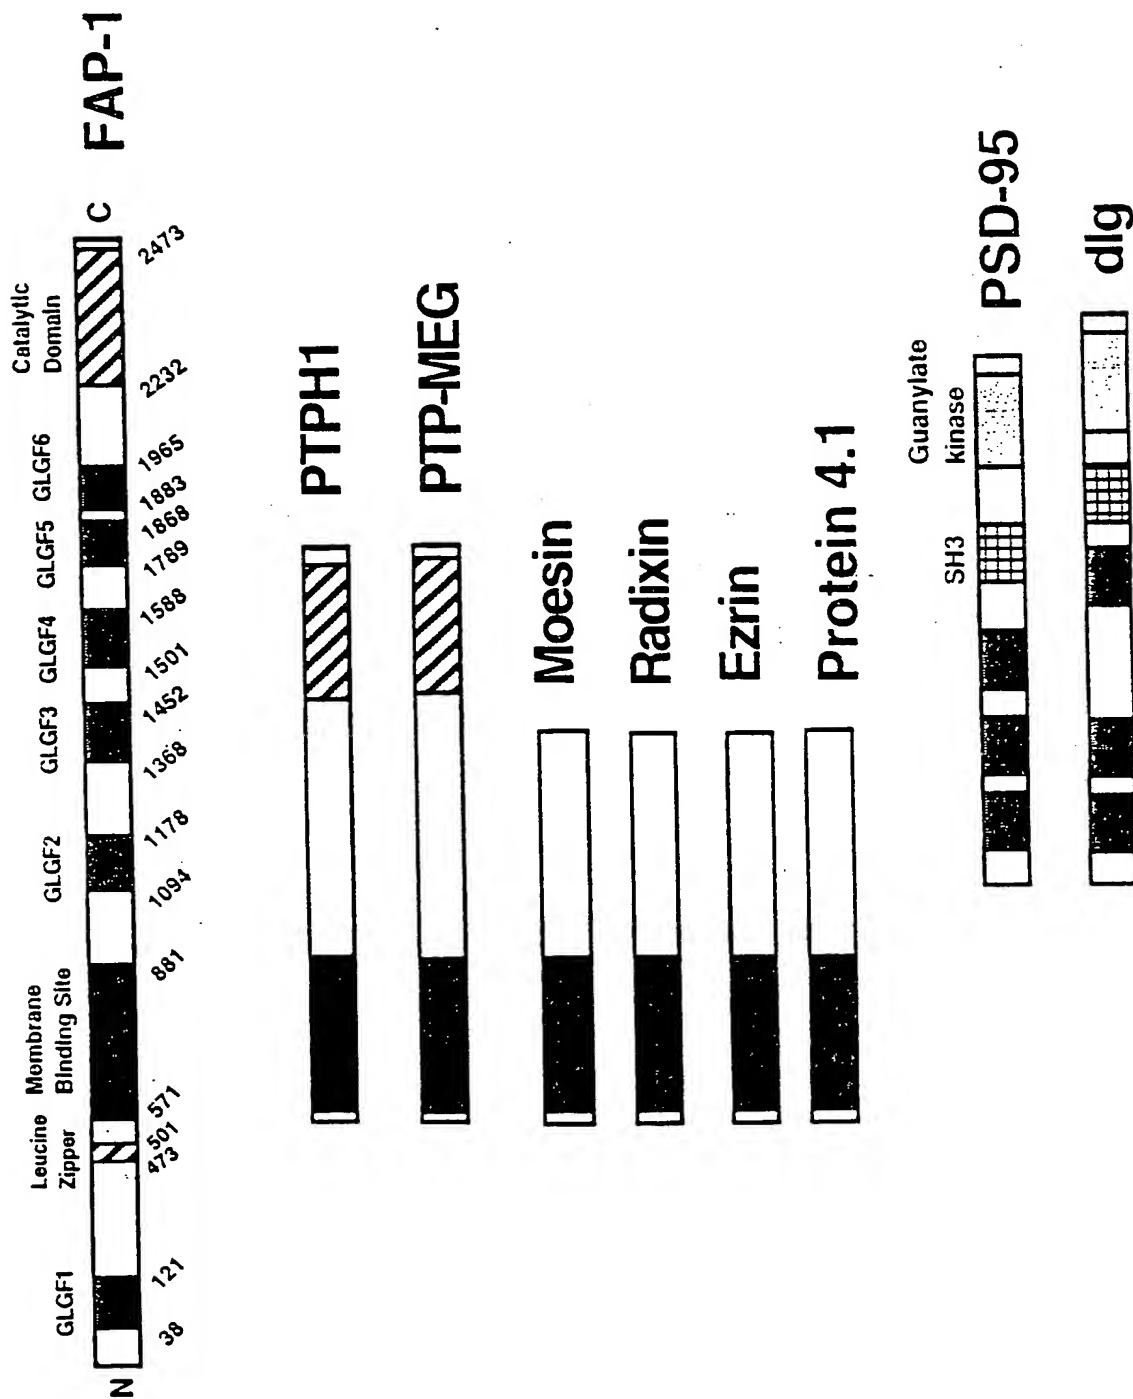 FAP-1
N
C
GLGF1
Leucine
Zipper
Membrane
Binding Site
GLGF2
GLGF3
GLGF4
GLGF5
GLGF6
Catalytic
Domain
38
121
473
501
571
881
1094
1178
1368
1452
1501
1588
1789
1868
1883
1965
2232
2473
PTPH1
PTP-MEG
Moesin
Radixin
Ezrin
Protein 4.1
SH3
Guanylate
kinase
PSD-95
dlg